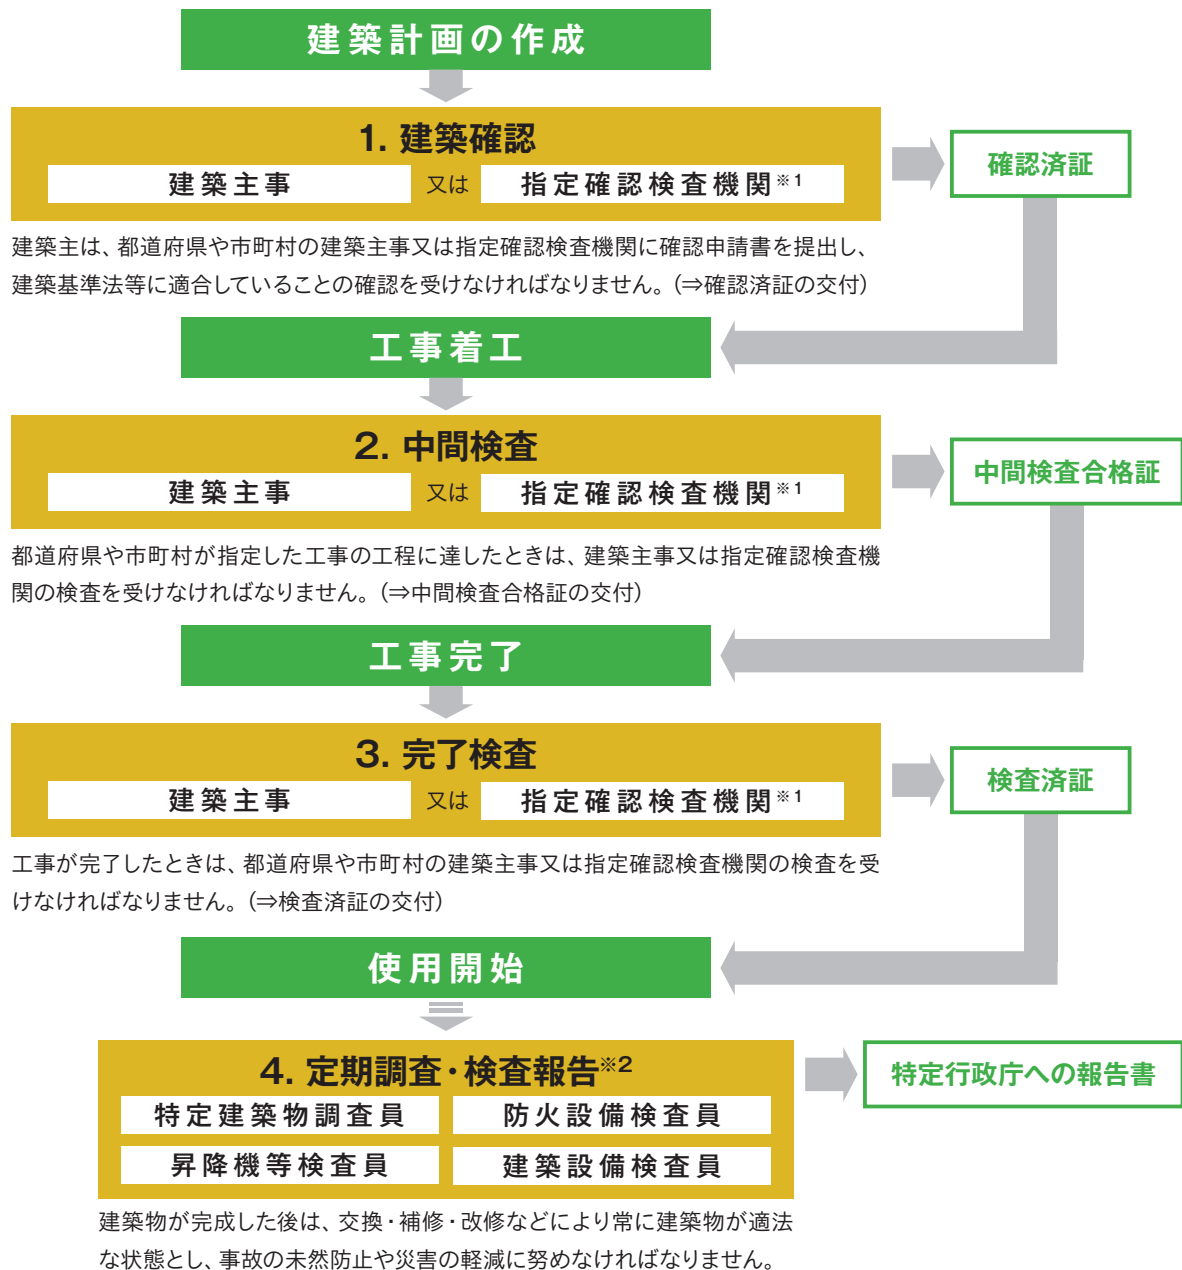 建築計画の作成
1. 建築確認
建築主事 又は 指定確認検査機関※1
確認済証
建築主は、都道府県や市町村の建築主事又は指定確認検査機関に確認申請書を提出し、
建築基準法等に適合していることの確認を受けなければなりません。(⇒確認済証の交付)
工事着工
2. 中間検査
建築主事 又は 指定確認検査機関※1
中間検査合格証
都道府県や市町村が指定した工事の工程に達したときは、建築主事又は指定確認検査機
関の検査を受けなければなりません。(⇒中間検査合格証の交付)
工事完了
3. 完了検査
建築主事 又は 指定確認検査機関※1
検査済証
工事が完了したときは、都道府県や市町村の建築主事又は指定確認検査機関の検査を受
けなければなりません。(⇒検査済証の交付)
使用開始
4. 定期調査・検査報告※2
特定建築物調査員 防火設備検査員
昇降機等検査員 建築設備検査員
特定行政庁への報告書
建築物が完成した後は、交換・補修・改修などにより常に建築物が適法
な状態とし、事故の未然防止や災害の軽減に努めなければなりません。